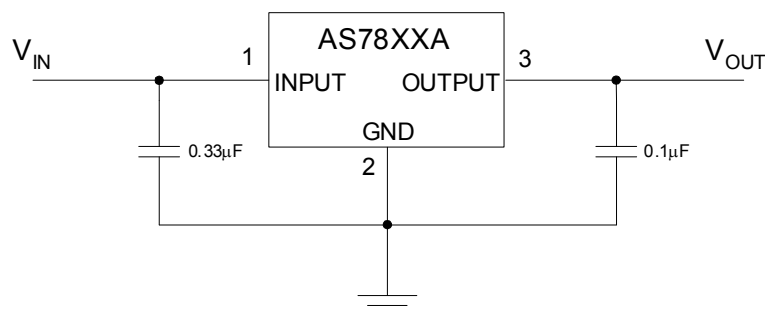 AS78XXA
V_IN
1
3
V_OUT
INPUT
OUTPUT
GND
0.33μF
2
0.1μF